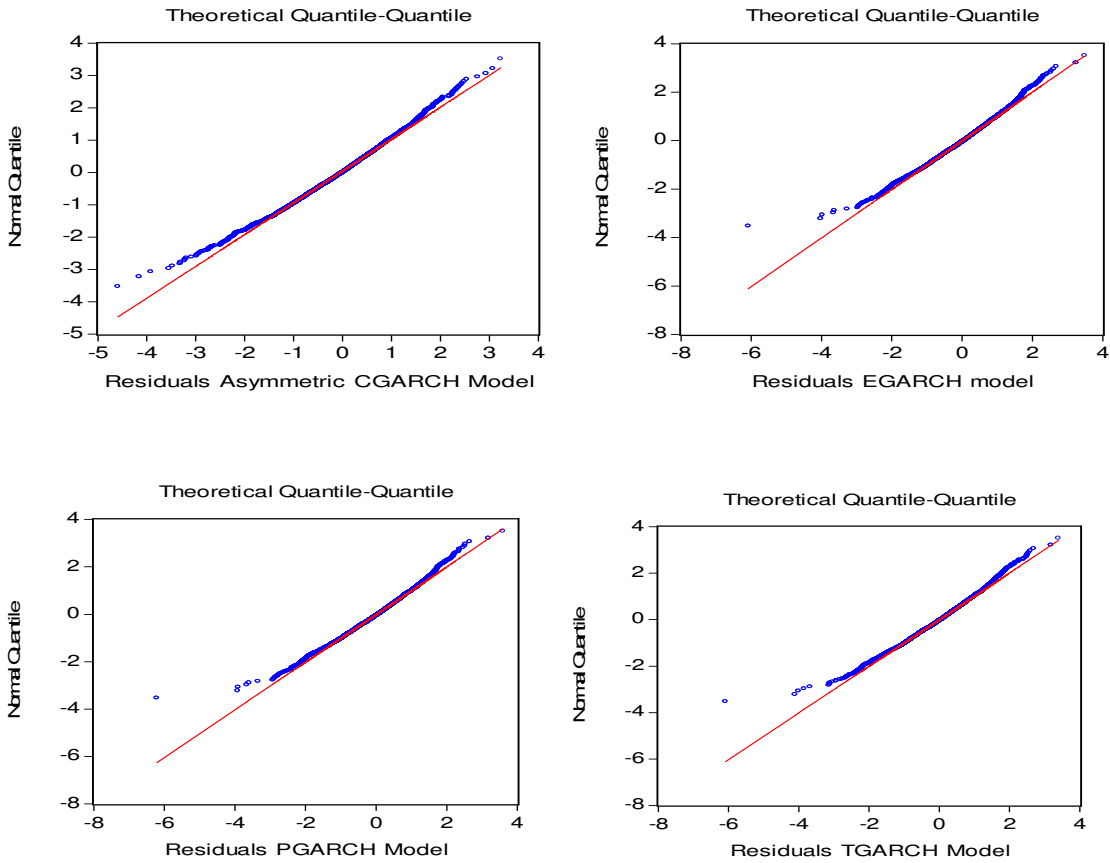 Theoretical Quantile-Quantile
4
3
2
1
0
-1
-2
-3
-4
-5
Normal Quantile
-5 -4 -3 -2 -1 0 1 2 3 4
Residuals Asymmetric CGARCH Model
Theoretical Quantile-Quantile
4
2
0
-2
-4
-6
-8
Normal Quantile
-8 -6 -4 -2 0 2 4
Residuals EGARCH model
Theoretical Quantile-Quantile
4
2
0
-2
-4
-6
-8
Normal Quantile
-8 -6 -4 -2 0 2 4
Residuals PGARCH Model
Theoretical Quantile-Quantile
4
2
0
-2
-4
-6
-8
Normal Quantile
-8 -6 -4 -2 0 2 4
Residuals TGARCH Model